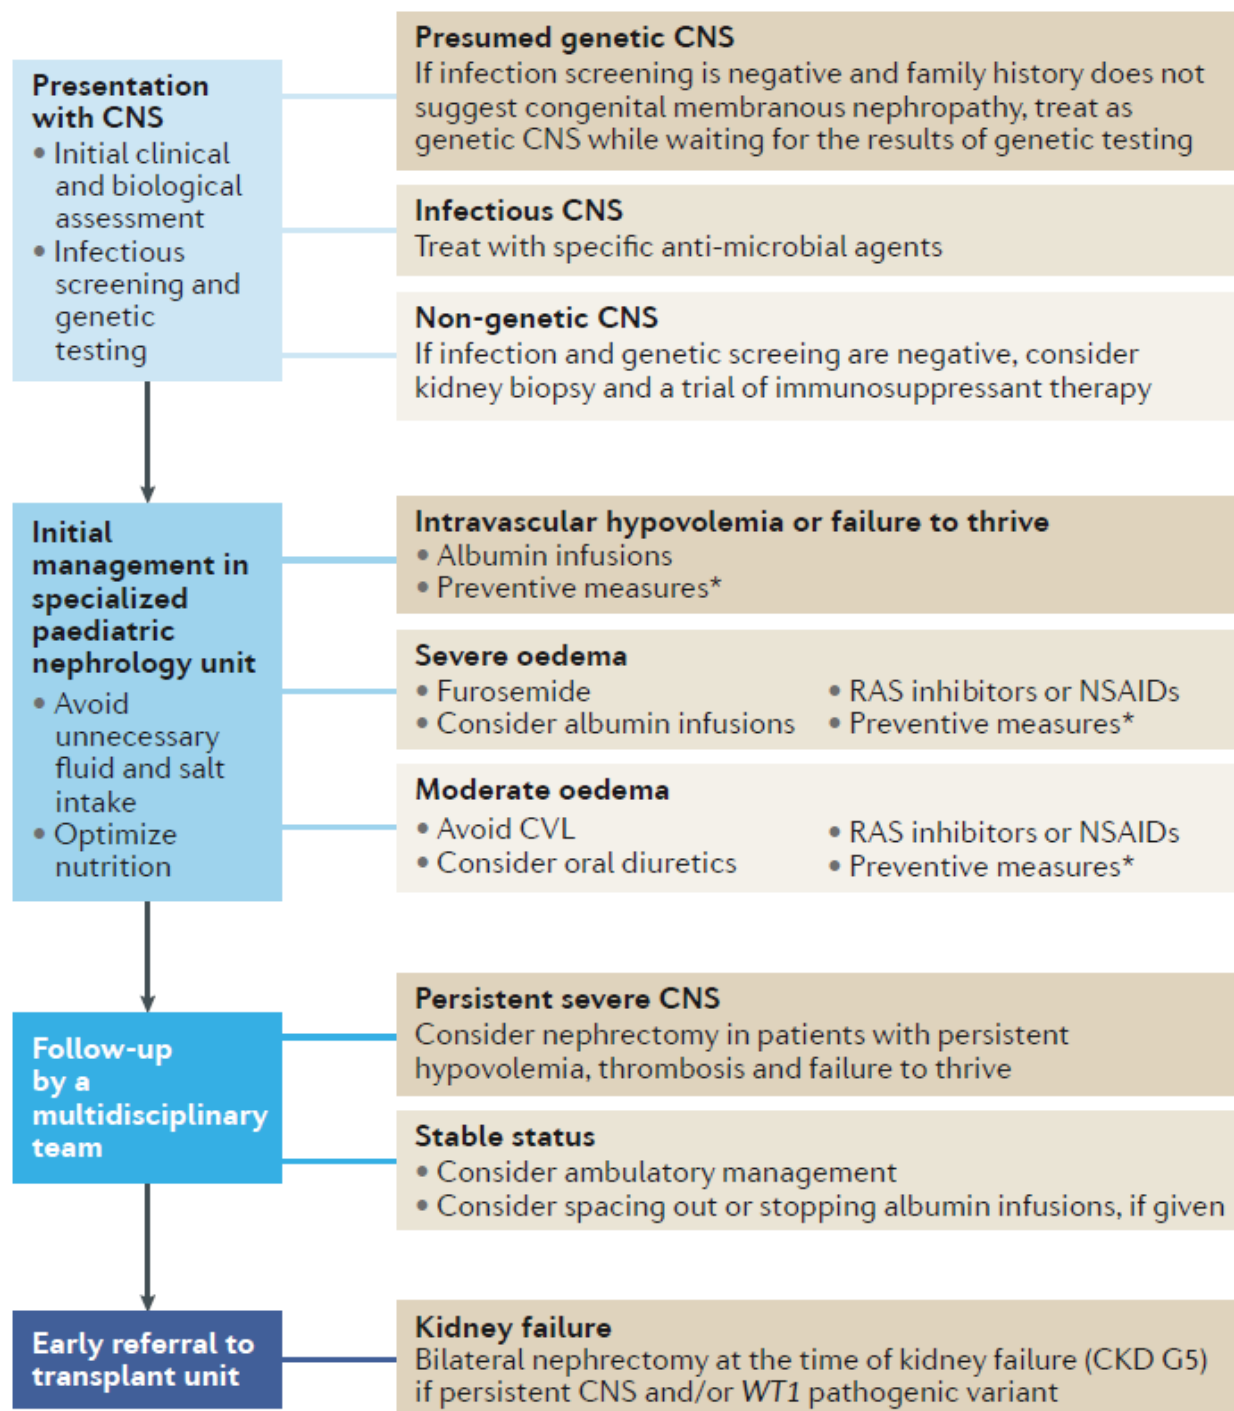 Presentation
with CNS
• Initial clinical
and biological
assessment
• Infectious
screening and
genetic
testing
Presumed genetic CNS
If infection screening is negative and family history does not
suggest congenital membranous nephropathy, treat as
genetic CNS while waiting for the results of genetic testing
Infectious CNS
Treat with specific anti-microbial agents
Non-genetic CNS
If infection and genetic screeing are negative, consider
kidney biopsy and a trial of immunosuppressant therapy
Initial
management in
specialized
paediatric
nephrology unit
• Avoid
unnecessary
fluid and salt
intake
• Optimize
nutrition
Intravascular hypovolemia or failure to thrive
• Albumin infusions
• Preventive measures*
Severe oedema
• Furosemide
• Consider albumin infusions
• RAS inhibitors or NSAIDs
• Preventive measures*
Moderate oedema
• Avoid CVL
• Consider oral diuretics
• RAS inhibitors or NSAIDs
• Preventive measures*
Follow-up
by a
multidisciplinary
team
Persistent severe CNS
Consider nephrectomy in patients with persistent
hypovolemia, thrombosis and failure to thrive
Stable status
• Consider ambulatory management
• Consider spacing out or stopping albumin infusions, if given
Early referral to
transplant unit
Kidney failure
Bilateral nephrectomy at the time of kidney failure (CKD G5)
if persistent CNS and/or WT1 pathogenic variant